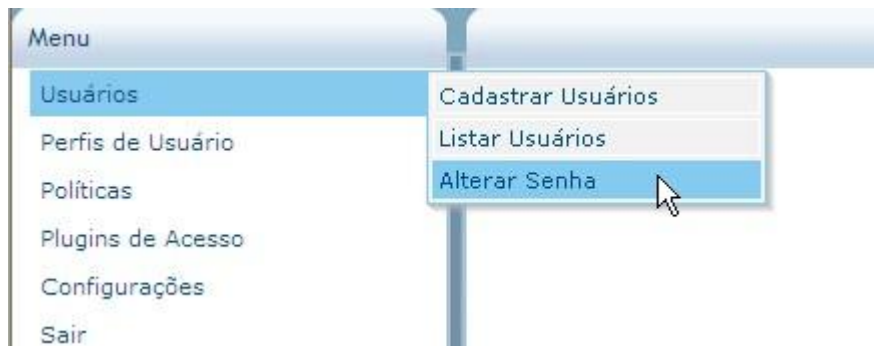 Menu
Usuários
Cadastrar Usuários
Listar Usuários
Alterar Senha
Perfis de Usuário
Políticas
Plugins de Acesso
Configurações
Sair